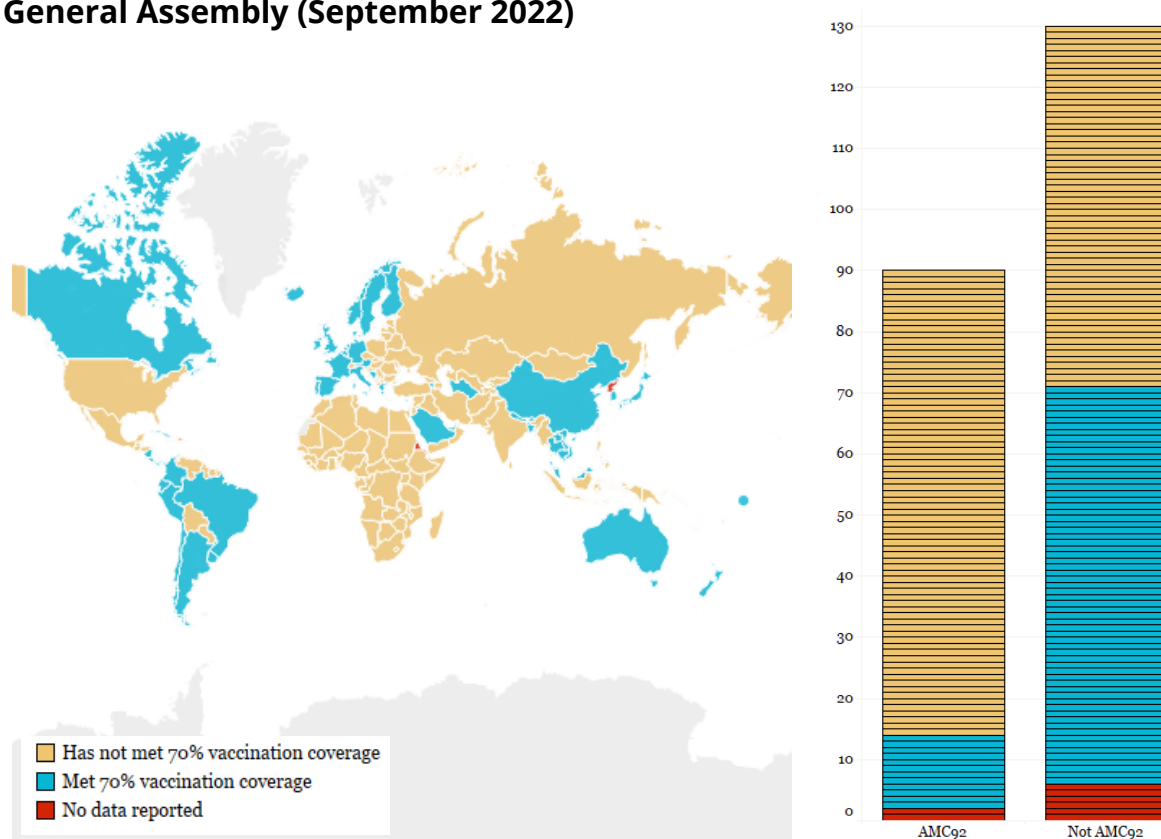 General Assembly (September 2022)
130
120
110
100
90
80
70
60
50
40
30
20
10
0
AMC92
Not AMC92
Has not met 70% vaccination coverage
Met 70% vaccination coverage
No data reported